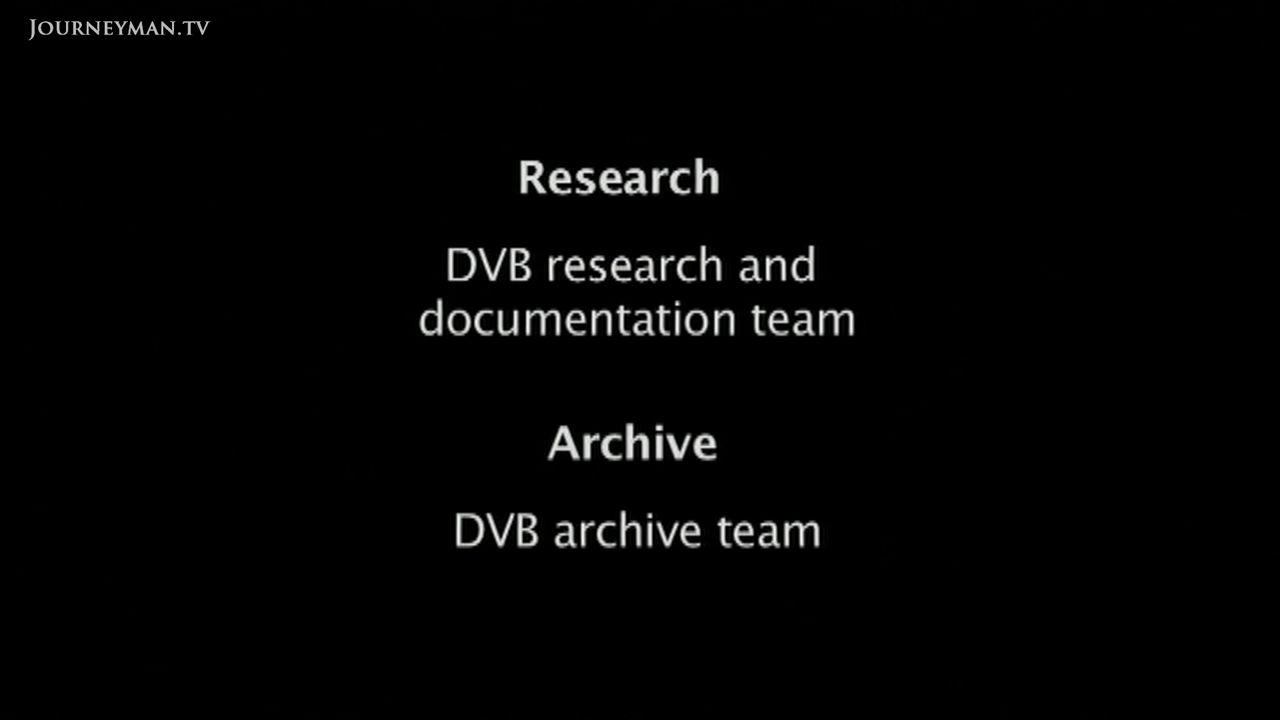 JOURNEYMAN.TV
Research
DVB research and
documentation team
Archive
DVB archive team